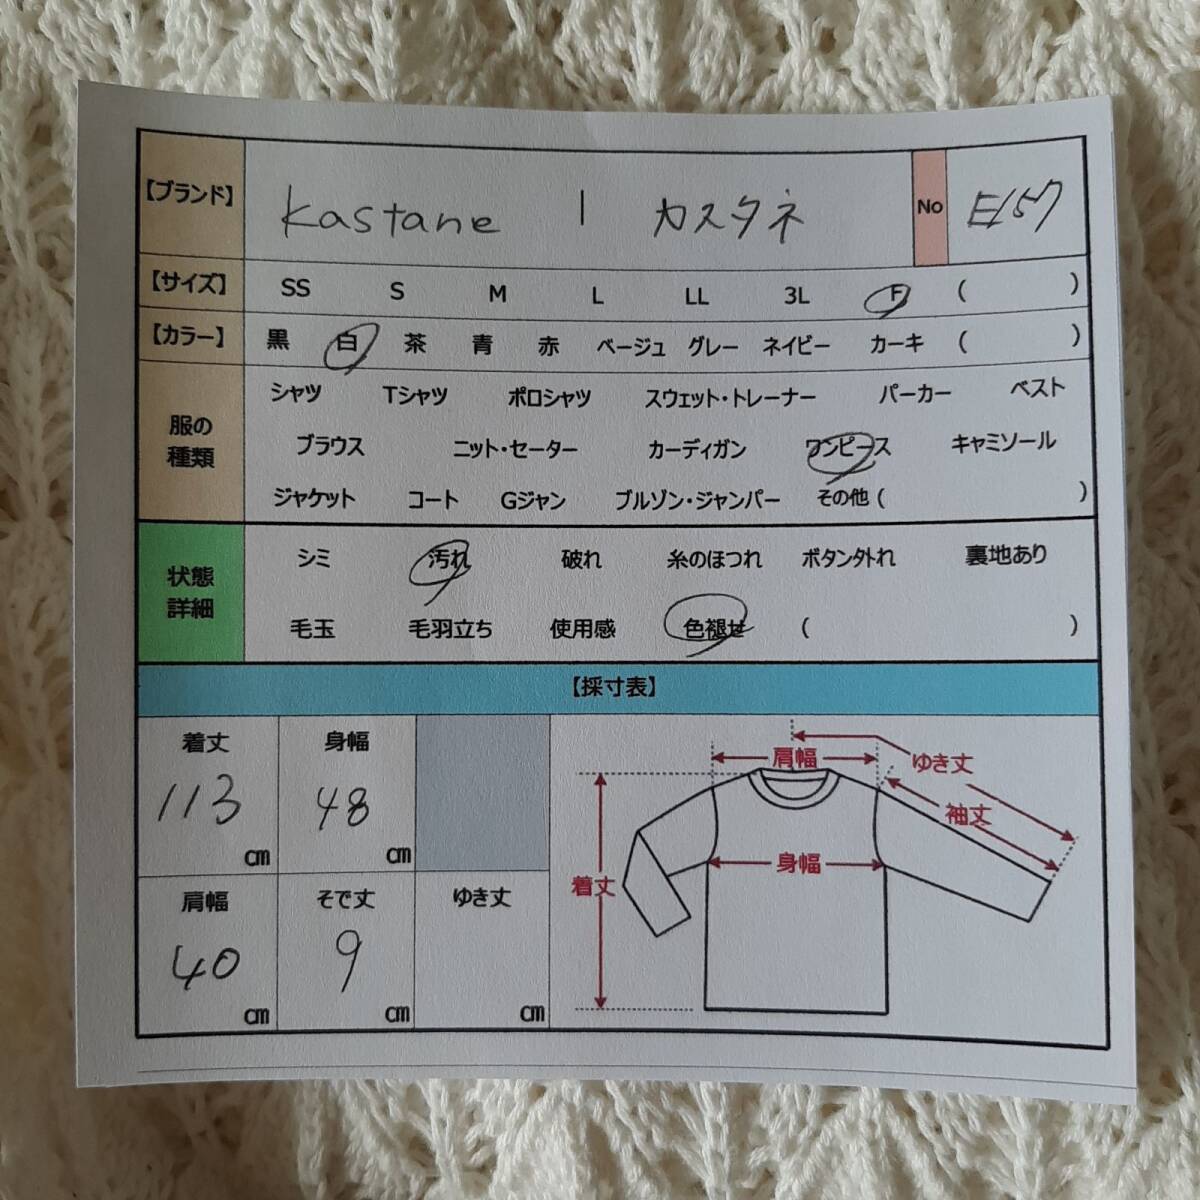 【ブランド】 kastane | カスタネ No E157
【サイズ】 SS S M L LL 3L F ( )
【カラー】 黒 白 茶 青 赤 ベージュ グレー ネイビー カーキ ( )
服の種類
シャツ Tシャツ ポロシャツ スウェット・トレーナー パーカー ベスト
ブラウス ニット・セーター カーディガン ワンピース キャミソール
ジャケット コート Gジャン ブルゾン・ジャンパー その他 ( )
状態詳細
シミ 汚れ 破れ 糸のほつれ ボタン外れ 裏地あり
毛玉 毛羽立ち 使用感 色褪せ ( )
【採寸表】
着丈 身幅
113 cm 48 cm
肩幅 そで丈 ゆき丈
40 cm 9 cm cm
肩幅 ゆき丈
袖丈
身幅
着丈